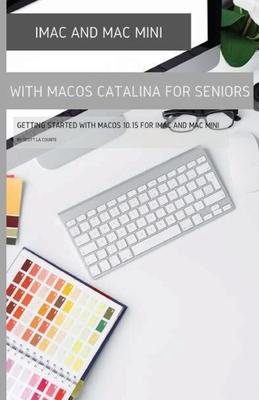 IMAC AND MAC MINI
WITH MACOS CATALINA FOR SENIORS
GETTING STARTED WITH MACOS 10.15 FOR IMAC AND MAC MINI
BY SCOTT LA COUNTE